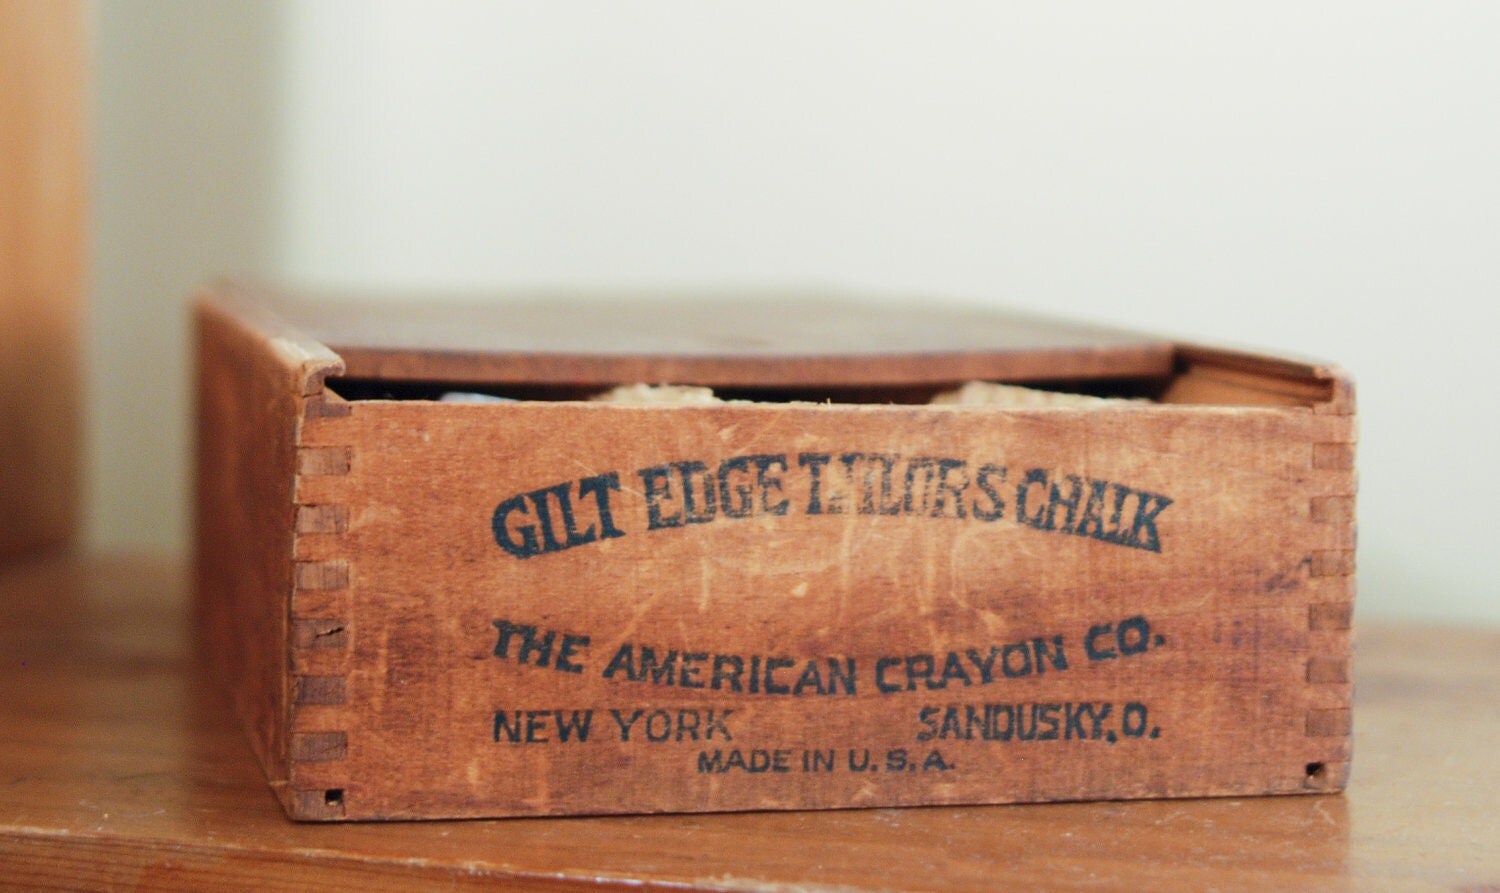 GILT EDGE TAILORS CHALK
THE AMERICAN CRAYON CO.
NEW YORK SANDUSKY, O.
MADE IN U.S.A.